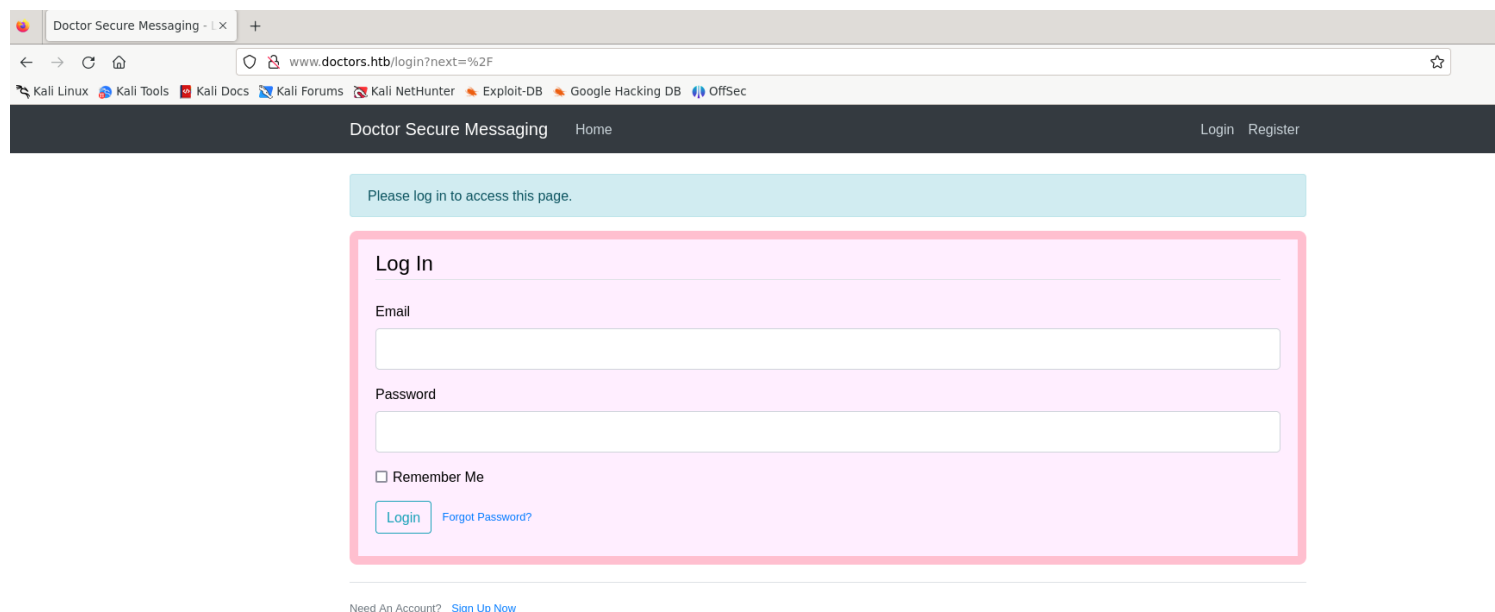 Doctor Secure Messaging - L
www.doctors.htb/login?next=%2F
Kali Linux Kali Tools Kali Docs Kali Forums Kali NetHunter Exploit-DB Google Hacking DB OffSec
Doctor Secure Messaging Home Login Register
Please log in to access this page.
Log In
Email
Password
Remember Me
Login Forgot Password?
Need An Account? Sign Up Now